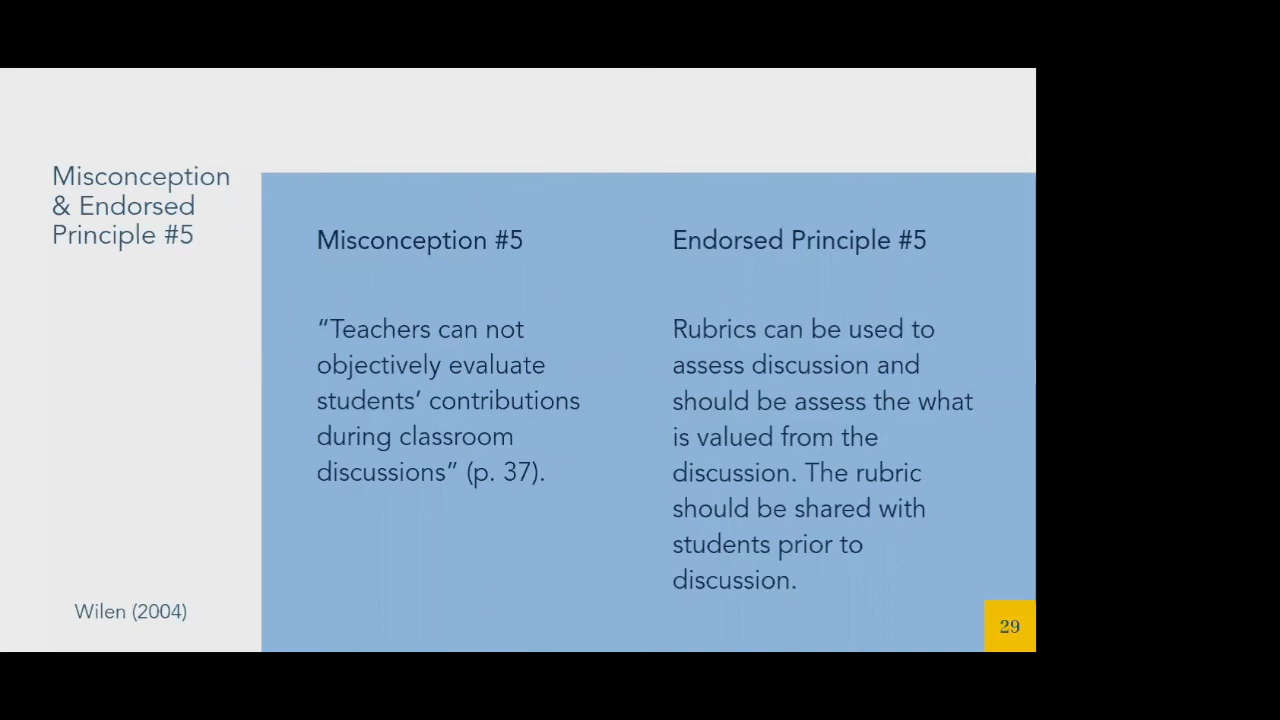 Misconception
& Endorsed
Principle #5
Misconception #5
“Teachers can not
objectively evaluate
students’ contributions
during classroom
discussions” (p. 37).
Endorsed Principle #5
Rubrics can be used to
assess discussion and
should be assess the what
is valued from the
discussion. The rubric
should be shared with
students prior to
discussion.
Wilen (2004)
29